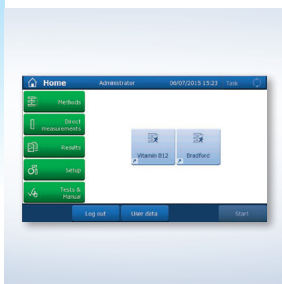 Home Administrator 06/07/2015 15:23 Task
Methods
Direct
measurements
Results
Setup
Tests &
Manual
Vitamin B12 Bradford
Log out User data Start